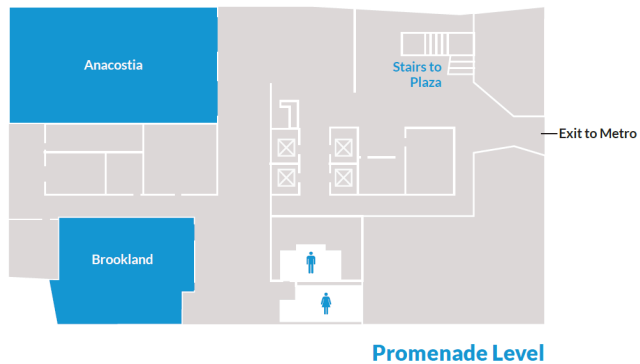 Anacostia
Stairs to
Plaza
Exit to Metro
Brookland
Promenade Level